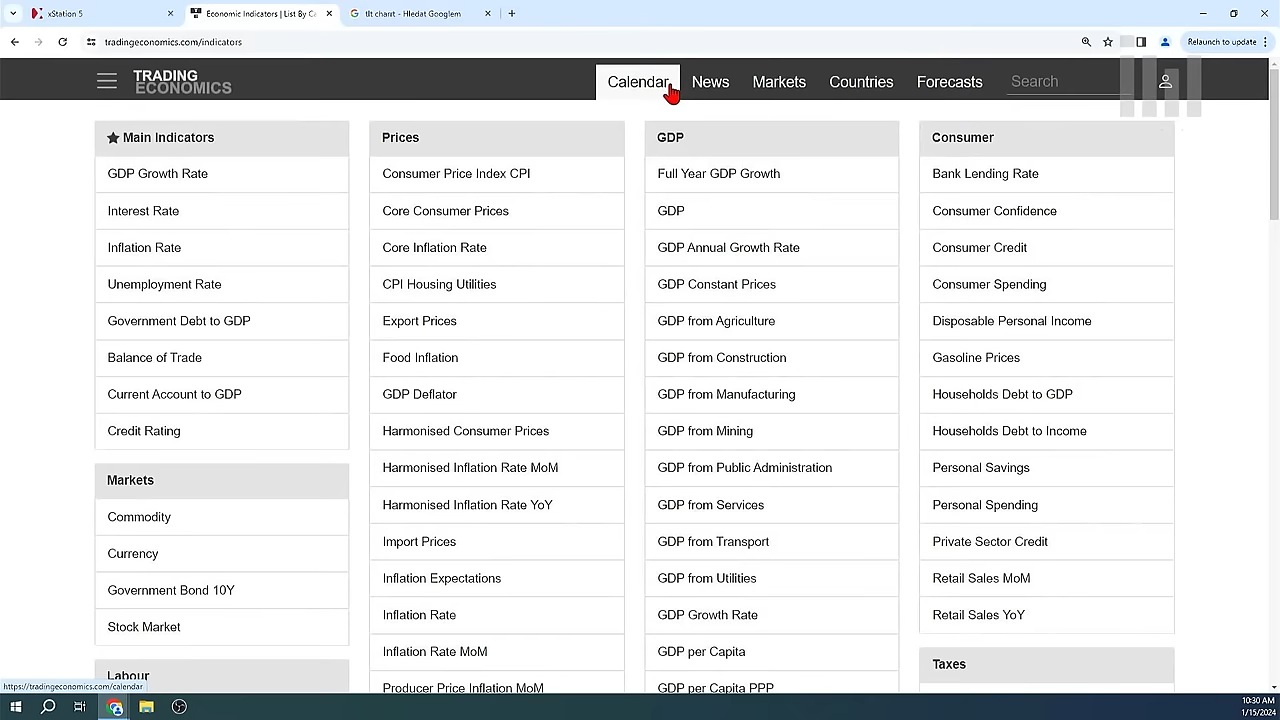 xStation 5
Economic Indicators | List By C
tlt chart - Hledat Googlem
tradingeconomics.com/indicators
Relaunch to update
TRADING
ECONOMICS
Calendar
News
Markets
Countries
Forecasts
Search
Main Indicators
GDP Growth Rate
Interest Rate
Inflation Rate
Unemployment Rate
Government Debt to GDP
Balance of Trade
Current Account to GDP
Credit Rating
Markets
Commodity
Currency
Government Bond 10Y
Stock Market
Labour
Prices
Consumer Price Index CPI
Core Consumer Prices
Core Inflation Rate
CPI Housing Utilities
Export Prices
Food Inflation
GDP Deflator
Harmonised Consumer Prices
Harmonised Inflation Rate MoM
Harmonised Inflation Rate YoY
Import Prices
Inflation Expectations
Inflation Rate
Inflation Rate MoM
Producer Price Inflation MoM
GDP
Full Year GDP Growth
GDP
GDP Annual Growth Rate
GDP Constant Prices
GDP from Agriculture
GDP from Construction
GDP from Manufacturing
GDP from Mining
GDP from Public Administration
GDP from Services
GDP from Transport
GDP from Utilities
GDP Growth Rate
GDP per Capita
GDP per Capita PPP
Consumer
Bank Lending Rate
Consumer Confidence
Consumer Credit
Consumer Spending
Disposable Personal Income
Gasoline Prices
Households Debt to GDP
Households Debt to Income
Personal Savings
Personal Spending
Private Sector Credit
Retail Sales MoM
Retail Sales YoY
Taxes
https://tradingeconomics.com/calendar
10:30 AM
1/15/2024